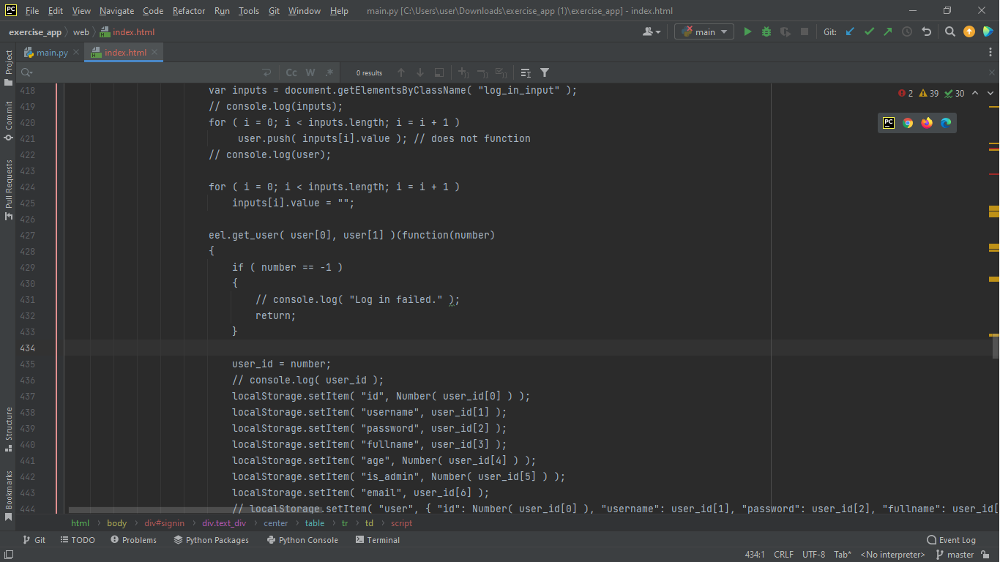 PC File Edit View Navigate Code Refactor Run Tools Git Window Help main.py [C:\Users\user\Downloads\exercise_app (1)\exercise_app] - index.html
exercise_app web index.html main Git:
main.py index.html
Project
Commit
Pull Requests
Structure
Bookmarks
Cc W .* 0 results
2 39 30
PC
418 var inputs = document.getElementsByClassName( "log_in_input" );
419 // console.log(inputs);
420 for ( i = 0; i < inputs.length; i = i + 1 )
421 user.push( inputs[i].value ); // does not function
422 // console.log(user);
423
424 for ( i = 0; i < inputs.length; i = i + 1 )
425 inputs[i].value = "";
426
427 eel.get_user( user[0], user[1] )(function(number)
428 {
429 if ( number == -1 )
430 {
431 // console.log( "Log in failed." );
432 return;
433 }
434
435 user_id = number;
436 // console.log( user_id );
437 localStorage.setItem( "id", Number( user_id[0] ) );
438 localStorage.setItem( "username", user_id[1] );
439 localStorage.setItem( "password", user_id[2] );
440 localStorage.setItem( "fullname", user_id[3] );
441 localStorage.setItem( "age", Number( user_id[4] ) );
442 localStorage.setItem( "is_admin", Number( user_id[5] ) );
443 localStorage.setItem( "email", user_id[6] );
444 // localStorage.setItem( "user", { "id": Number( user_id[0] ), "username": user_id[1], "password": user_id[2], "fullname": user_id[
html body div#signin div.text_div center table tr td script
Git TODO Problems Python Packages Python Console Terminal Event Log
434:1 CRLF UTF-8 Tab* <No interpreter> master